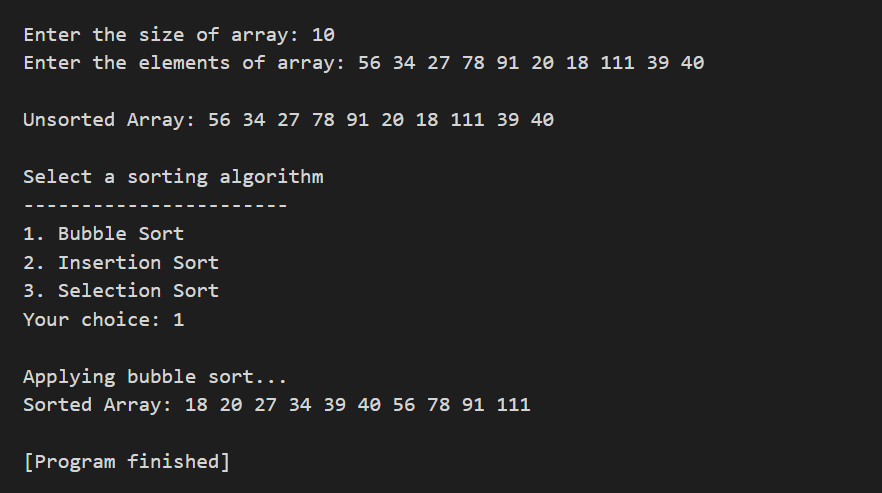 Enter the size of array: 10
Enter the elements of array: 56 34 27 78 91 20 18 111 39 40
Unsorted Array: 56 34 27 78 91 20 18 111 39 40
Select a sorting algorithm
-----------------------
1. Bubble Sort
2. Insertion Sort
3. Selection Sort
Your choice: 1
Applying bubble sort...
Sorted Array: 18 20 27 34 39 40 56 78 91 111
[Program finished]